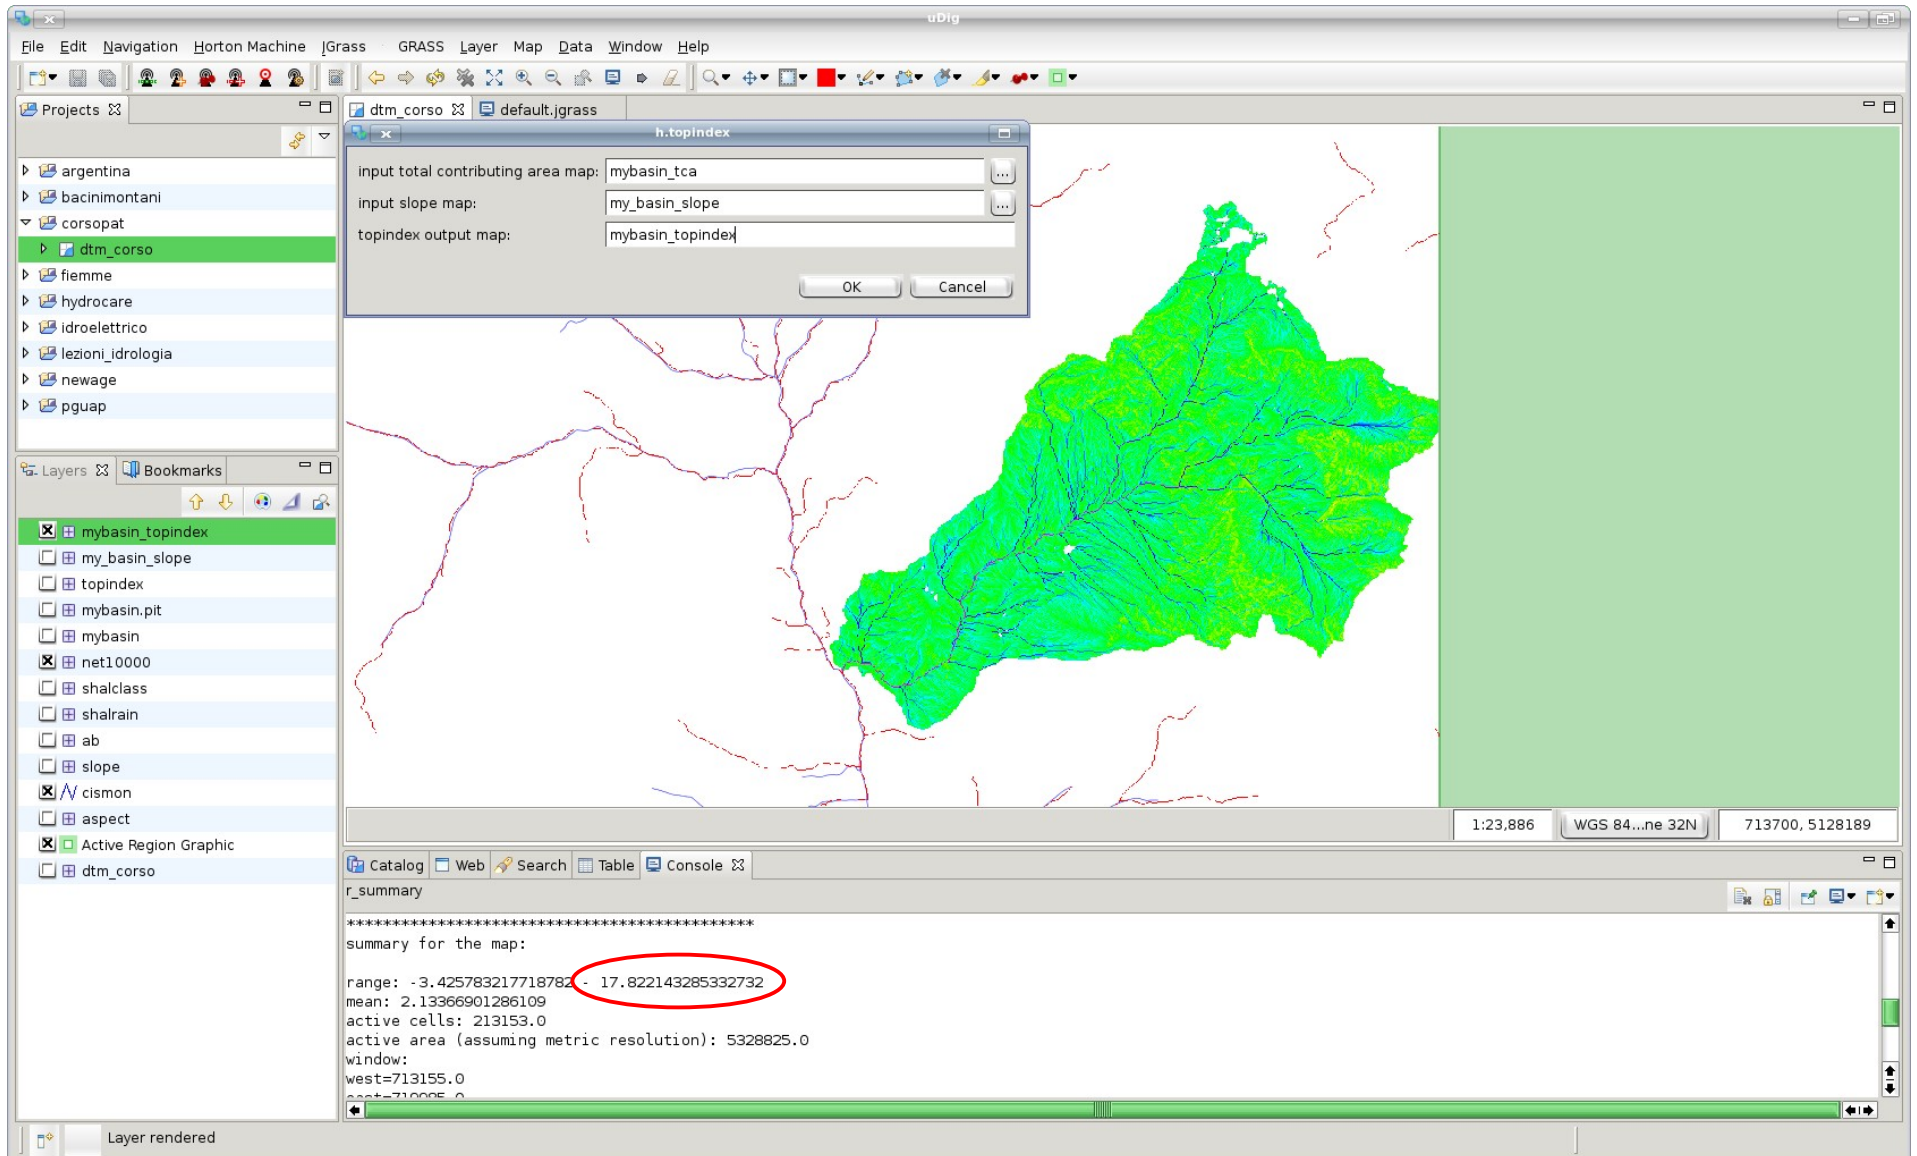 uDig
File Edit Navigation Horton Machine JGrass GRASS Layer Map Data Window Help
Projects
argentina
bacinimontani
corsopat
dtm_corso
fiemme
hydrocare
idroelettrico
lezioni_idrologia
newage
pguap
dtm_corso default.jgrass
h.topindex
input total contributing area map: mybasin_tca ...
input slope map: my_basin_slope ...
topindex output map: mybasin_topindex
OK Cancel
Layers Bookmarks
mybasin_topindex
my_basin_slope
topindex
mybasin.pit
mybasin
net10000
shalclass
shalrain
ab
slope
cismon
aspect
Active Region Graphic
dtm_corso
1:23,886 WGS 84...ne 32N 713700, 5128189
Catalog Web Search Table Console
r_summary
*********************************************
summary for the map:
range: -3.425783217718782 - 17.822143285332732
mean: 2.13366901286109
active cells: 213153.0
active area (assuming metric resolution): 5328825.0
window:
west=713155.0
Layer rendered